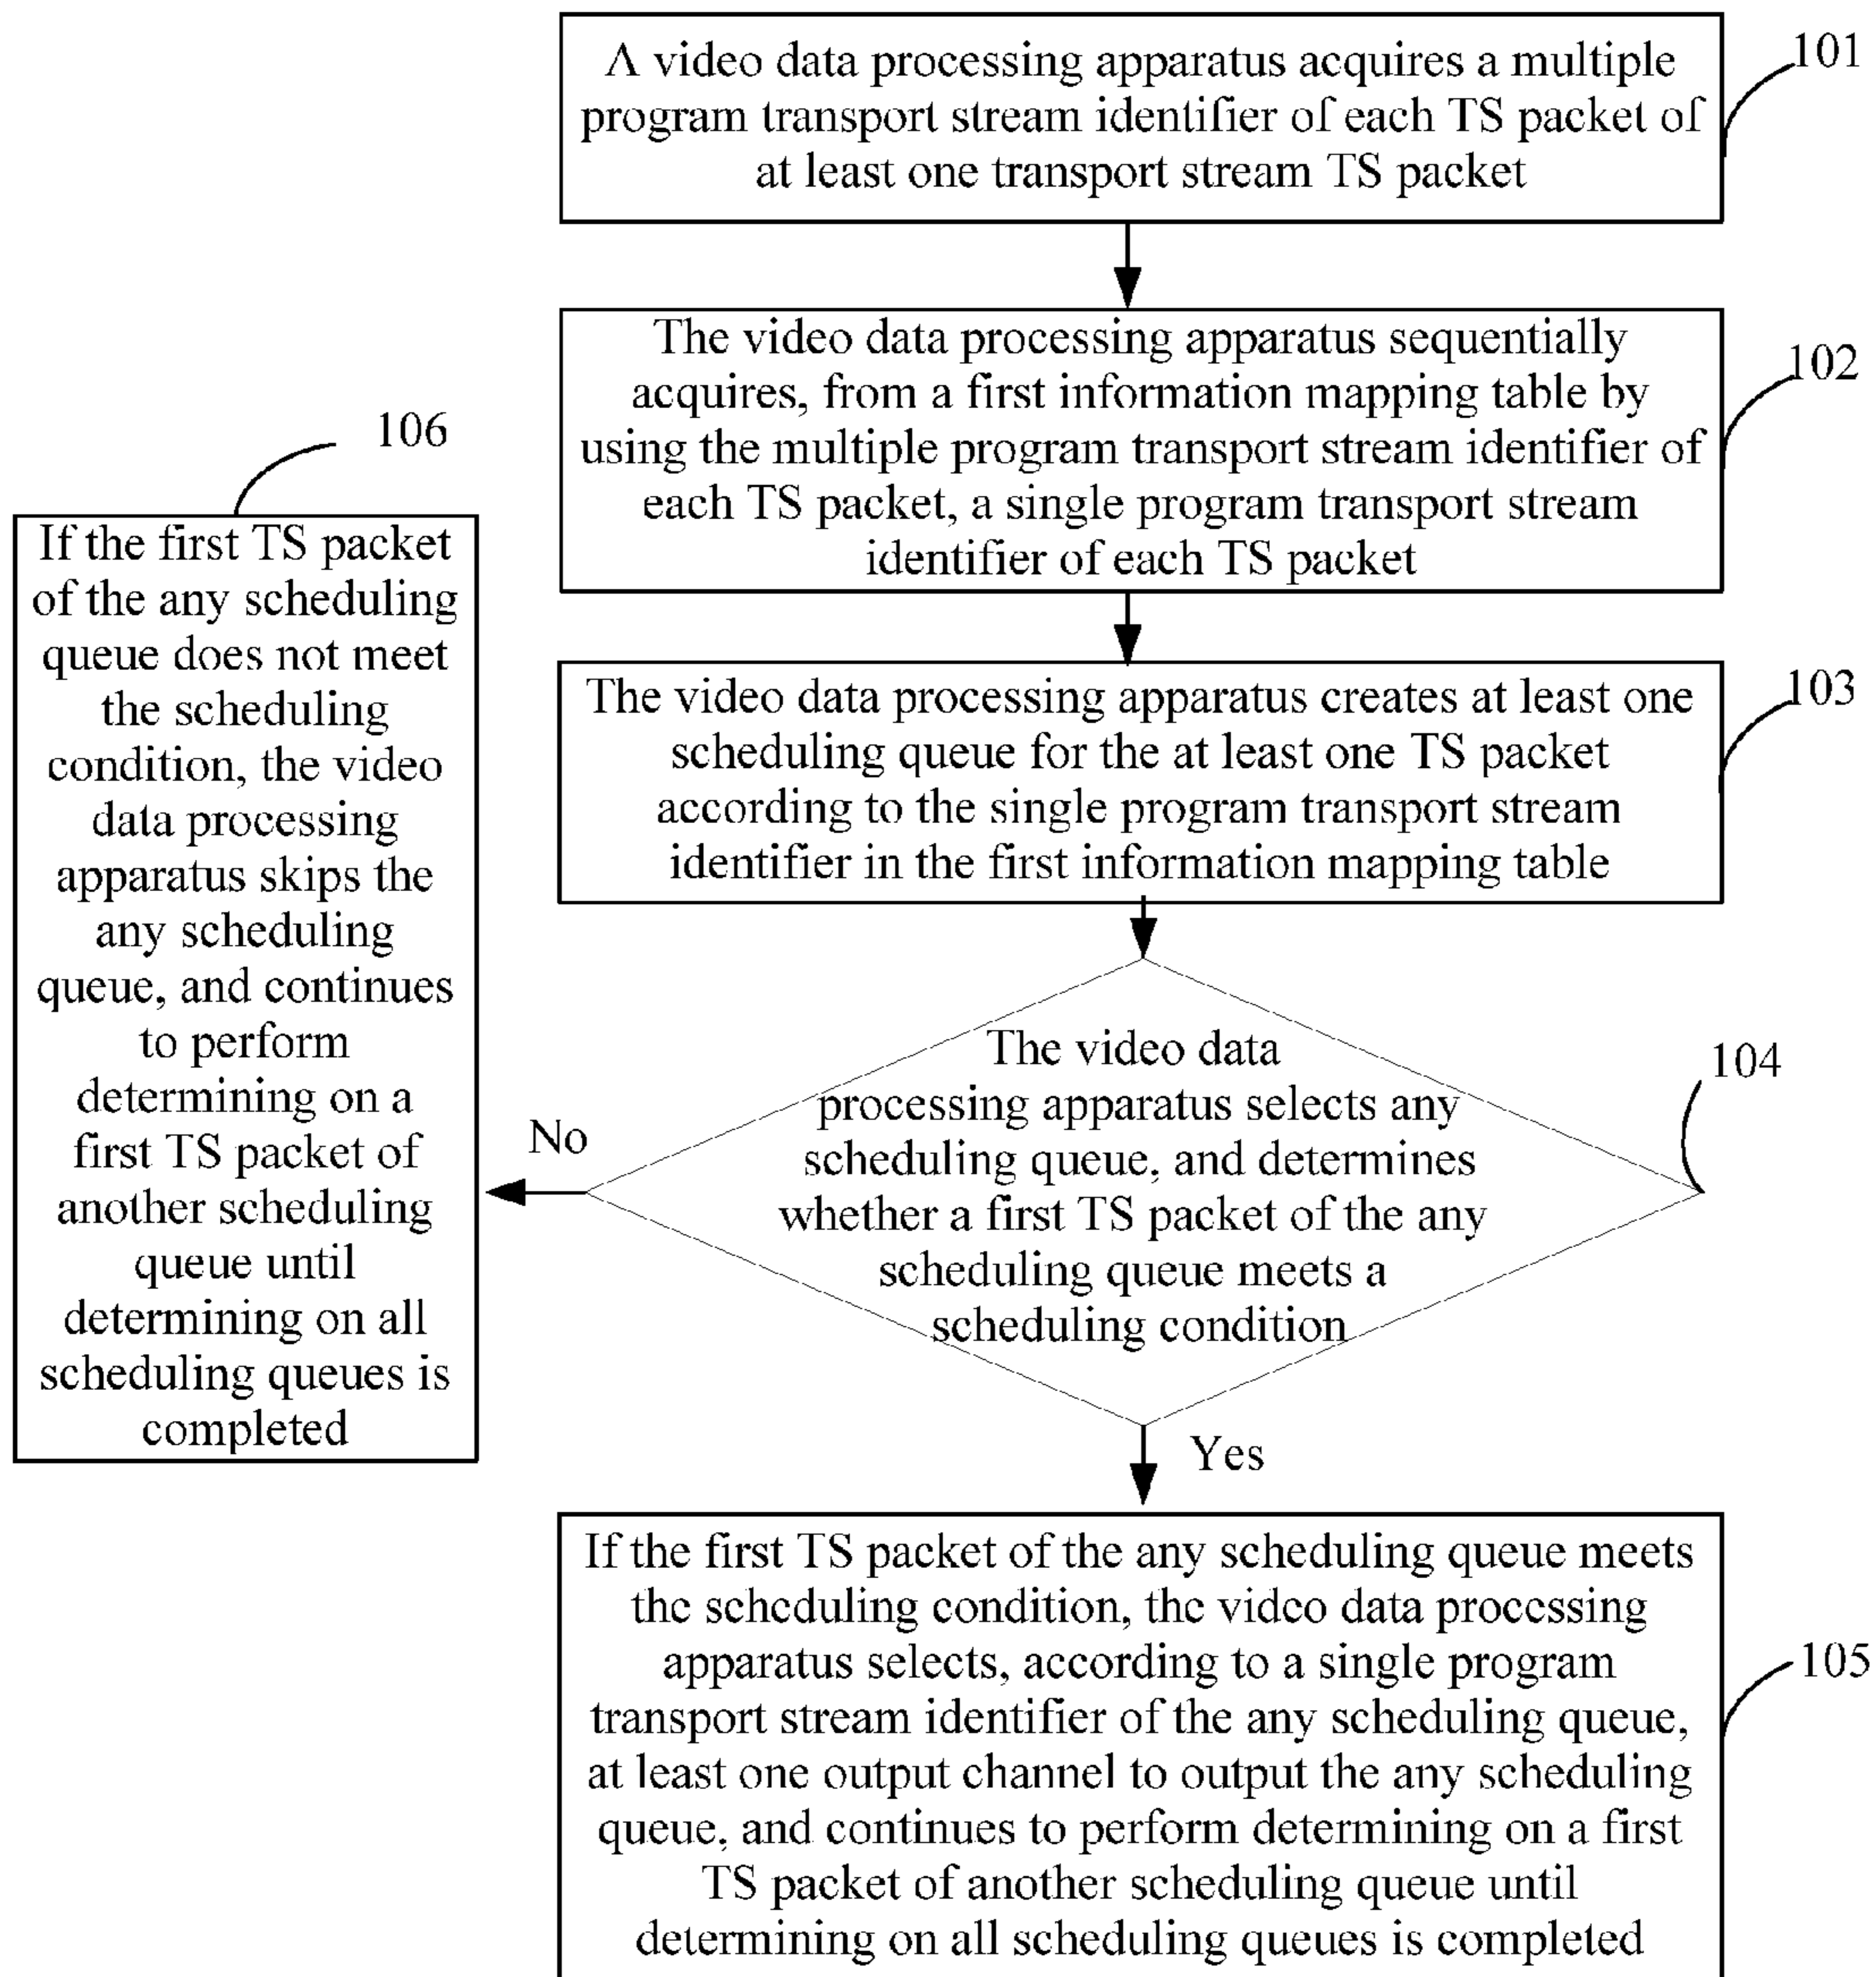 A video data processing apparatus acquires a multiple
program transport stream identifier of each TS packet of
at least one transport stream TS packet
101
The video data processing apparatus sequentially
acquires, from a first information mapping table by
using the multiple program transport stream identifier of
each TS packet, a single program transport stream
identifier of each TS packet
102
The video data processing apparatus creates at least one
scheduling queue for the at least one TS packet
according to the single program transport stream
identifier in the first information mapping table
103
The video data
processing apparatus selects any
scheduling queue, and determines
whether a first TS packet of the any
scheduling queue meets a
scheduling condition
104
No
106
If the first TS packet
of the any scheduling
queue does not meet
the scheduling
condition, the video
data processing
apparatus skips the
any scheduling
queue, and continues
to perform
determining on a
first TS packet of
another scheduling
queue until
determining on all
scheduling queues is
completed
Yes
If the first TS packet of the any scheduling queue meets
the scheduling condition, the video data processing
apparatus selects, according to a single program
transport stream identifier of the any scheduling queue,
at least one output channel to output the any scheduling
queue, and continues to perform determining on a first
TS packet of another scheduling queue until
determining on all scheduling queues is completed
105